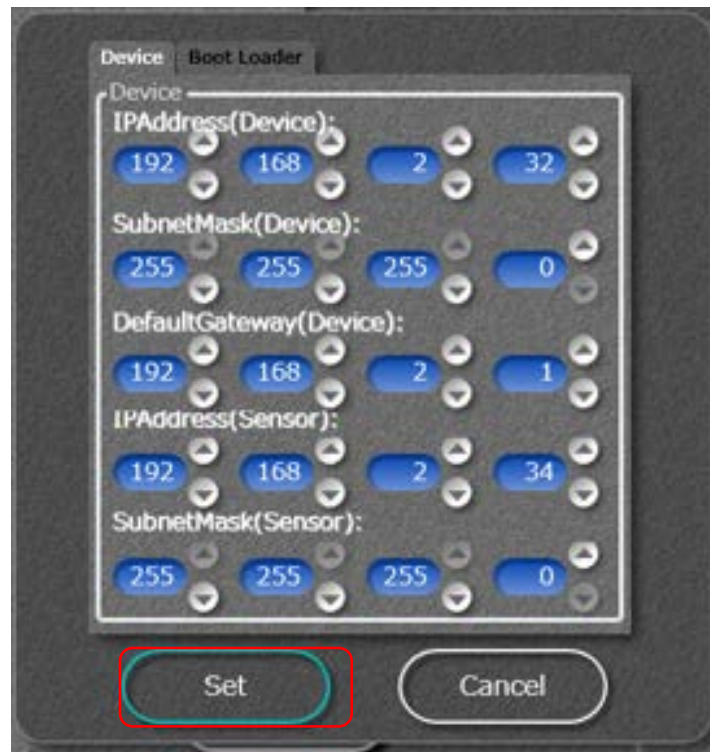 Device Boot Loader
Device
IPAddress(Device):
192 168 2 32
SubnetMask(Device):
255 255 255 0
DefaultGateway(Device):
192 168 2 1
IPAddress(Sensor):
192 168 2 34
SubnetMask(Sensor):
255 255 255 0
Set Cancel